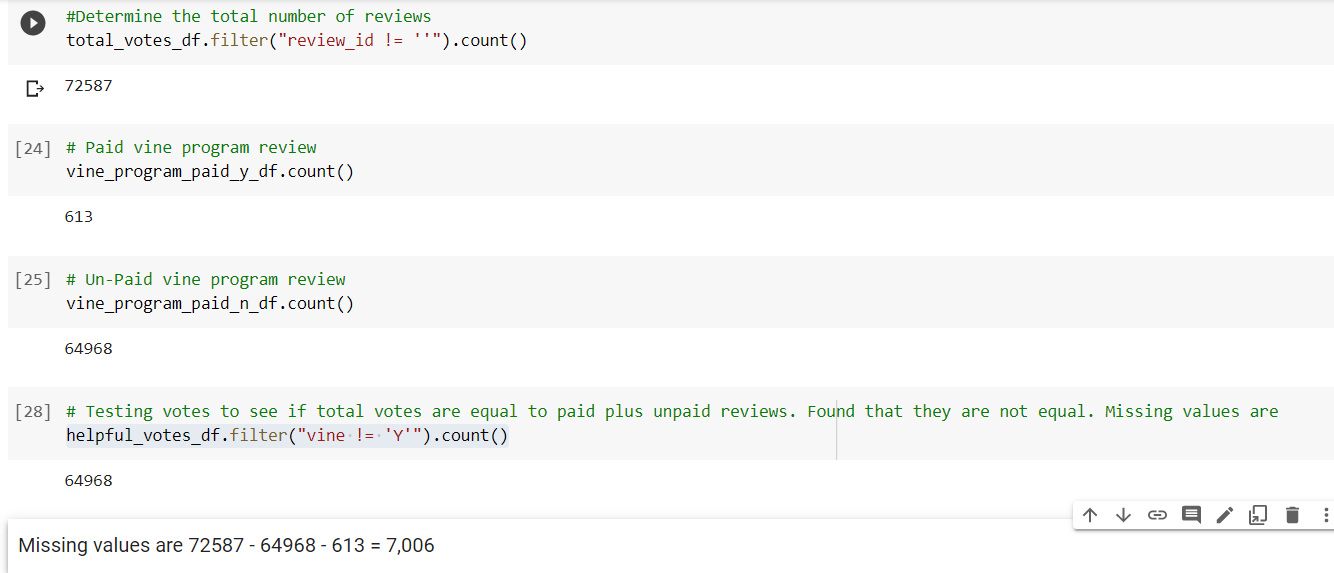 #Determine the total number of reviews
total_votes_df.filter("review_id != ''").count()
72587
[24] # Paid vine program review
vine_program_paid_y_df.count()
613
[25] # Un-Paid vine program review
vine_program_paid_n_df.count()
64968
[28] # Testing votes to see if total votes are equal to paid plus unpaid reviews. Found that they are not equal. Missing values are
helpful_votes_df.filter("vine != 'Y'").count()
64968
Missing values are 72587 - 64968 - 613 = 7,006